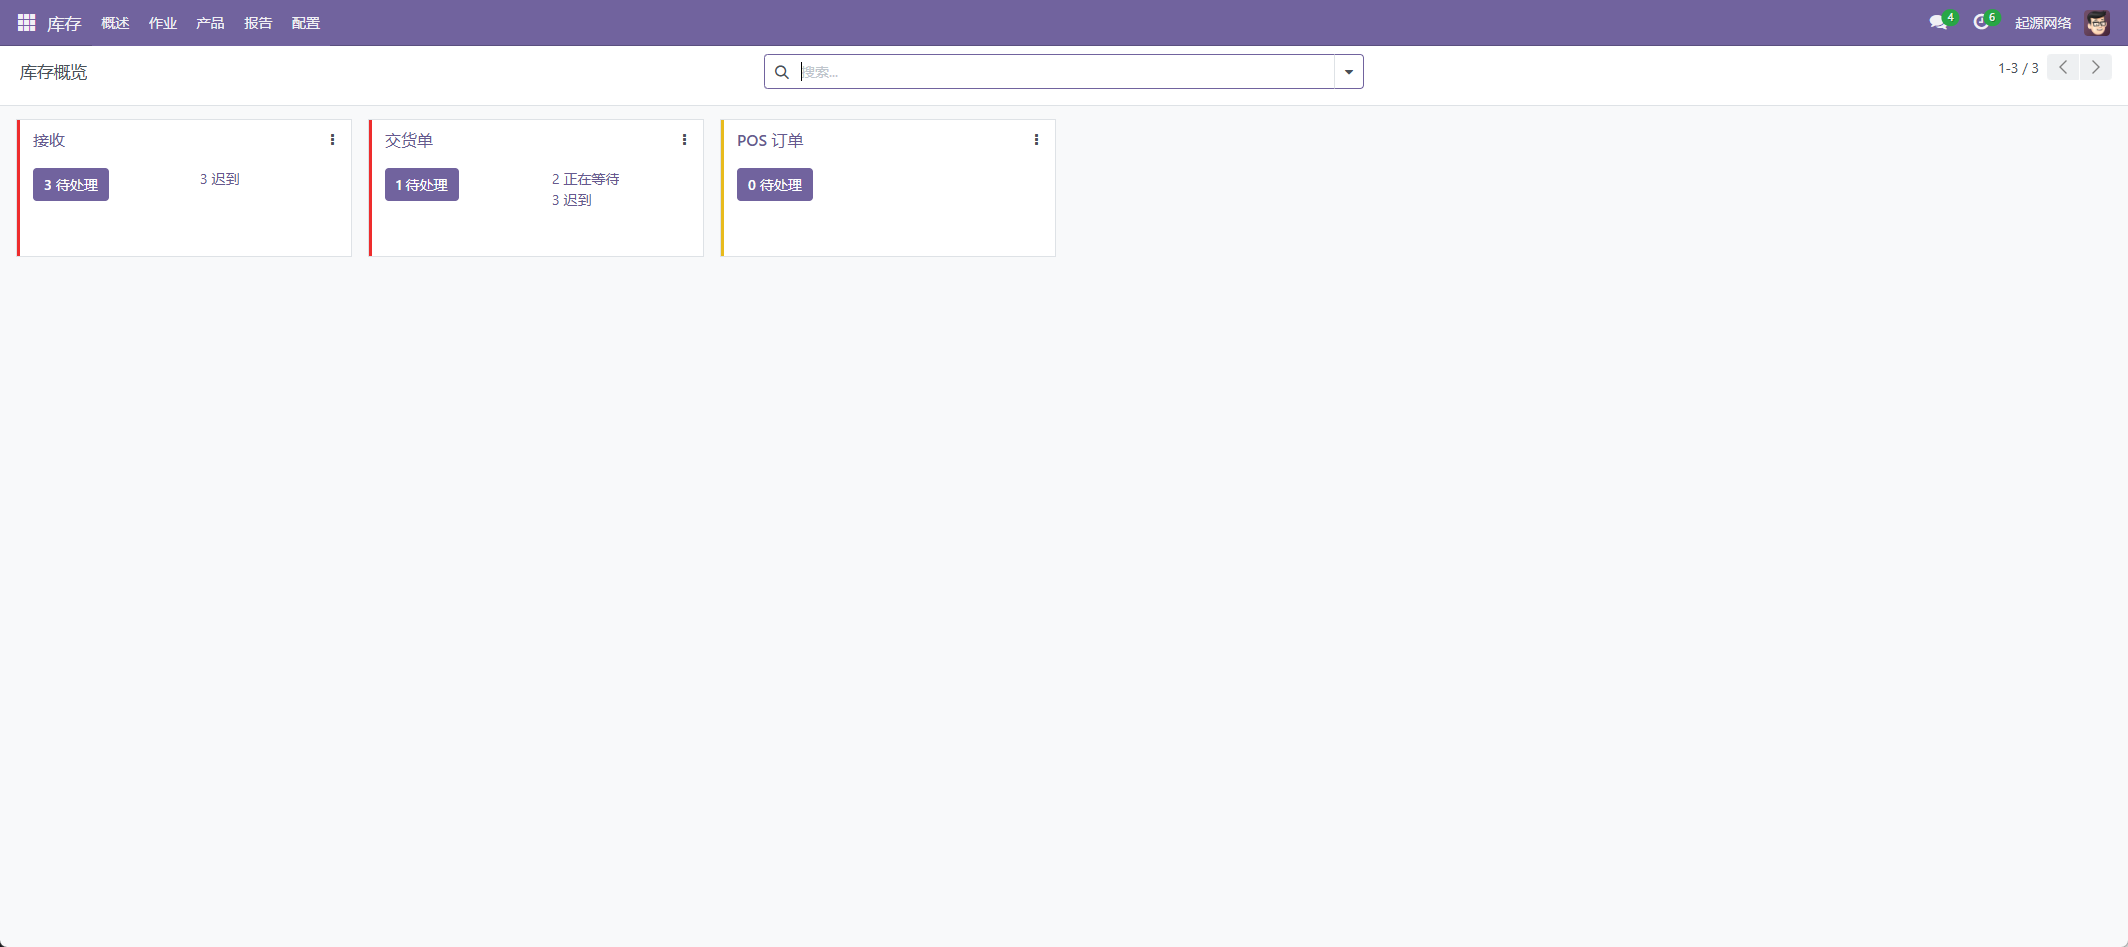 库存 概述 作业 产品 报告 配置 4 6 起源网络
库存概览 搜索... 1-3 / 3
接收
3 待处理 3 迟到
交货单
1 待处理 2 正在等待
3 迟到
POS 订单
0 待处理